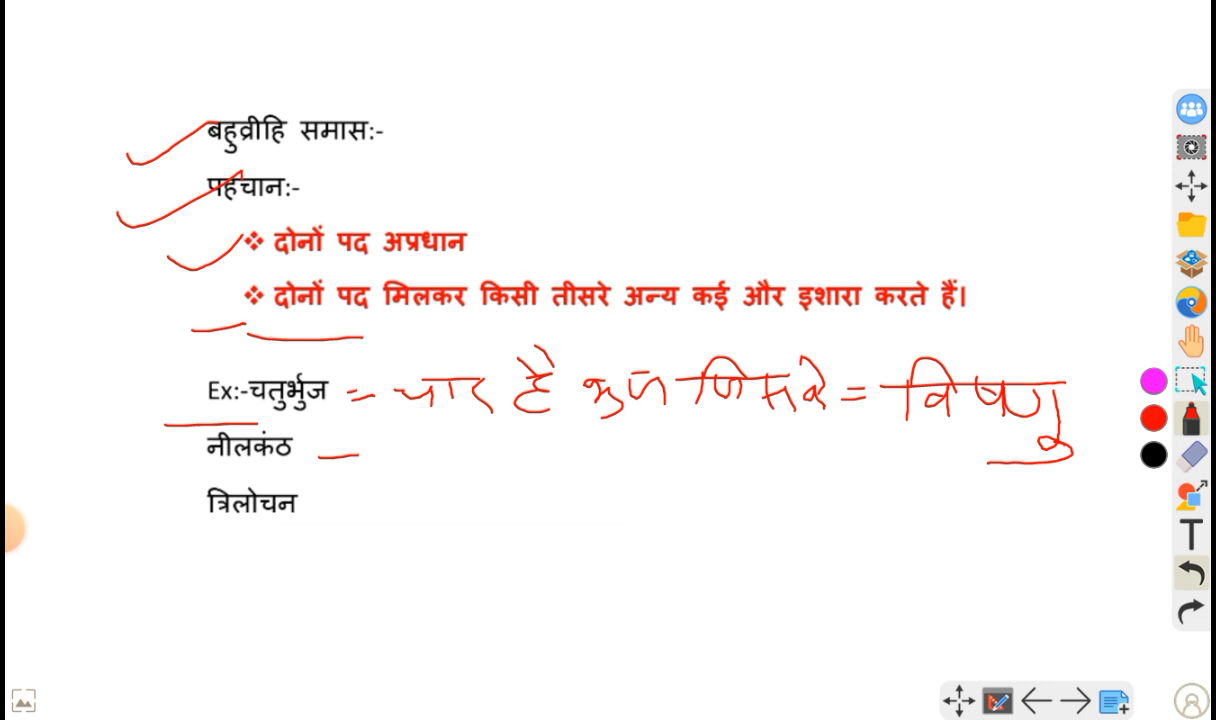 बहुव्रीहि समास:-
पहचान:-
❖ दोनों पद अप्रधान
❖ दोनों पद मिलकर किसी तीसरे अन्य कई और इशारा करते हैं।
Ex:-चतुर्भुज = चार है भुज जिसके = विष्णु
नीलकंठ —
त्रिलोचन
T